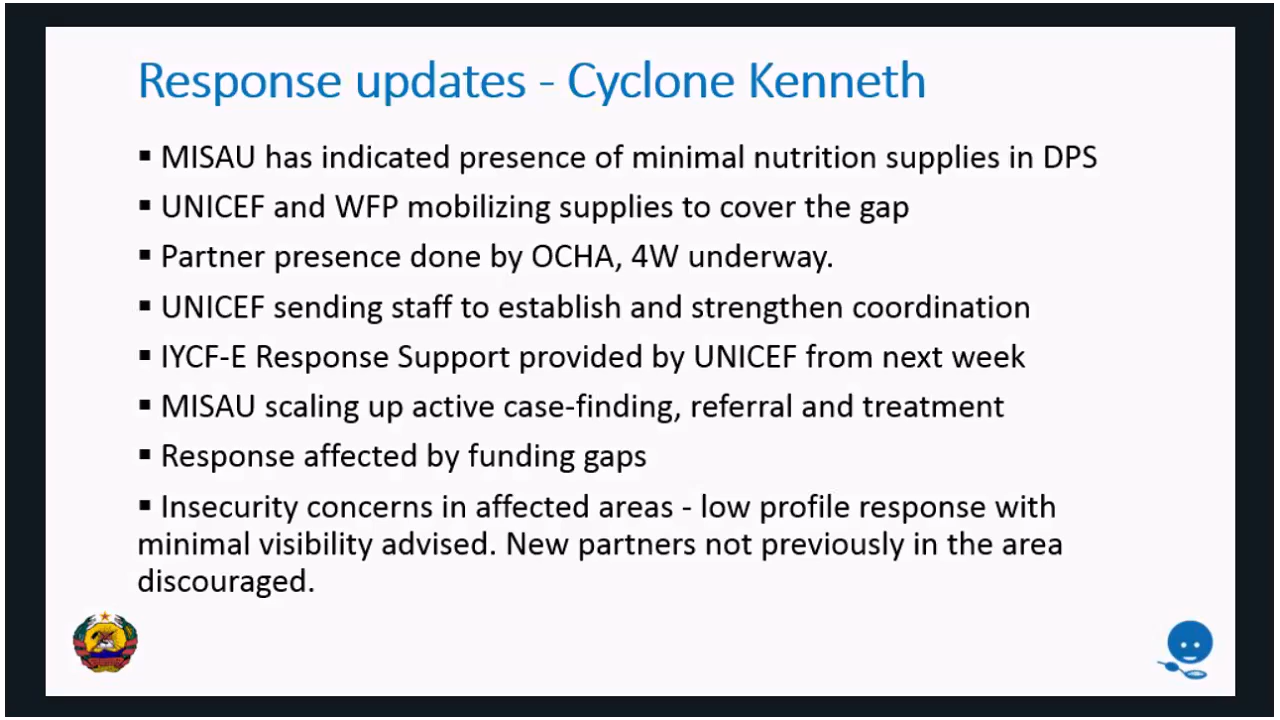 Response updates - Cyclone Kenneth
▪ MISAU has indicated presence of minimal nutrition supplies in DPS
▪ UNICEF and WFP mobilizing supplies to cover the gap
▪ Partner presence done by OCHA, 4W underway.
▪ UNICEF sending staff to establish and strengthen coordination
▪ IYCF-E Response Support provided by UNICEF from next week
▪ MISAU scaling up active case-finding, referral and treatment
▪ Response affected by funding gaps
▪ Insecurity concerns in affected areas - low profile response with
minimal visibility advised. New partners not previously in the area
discouraged.